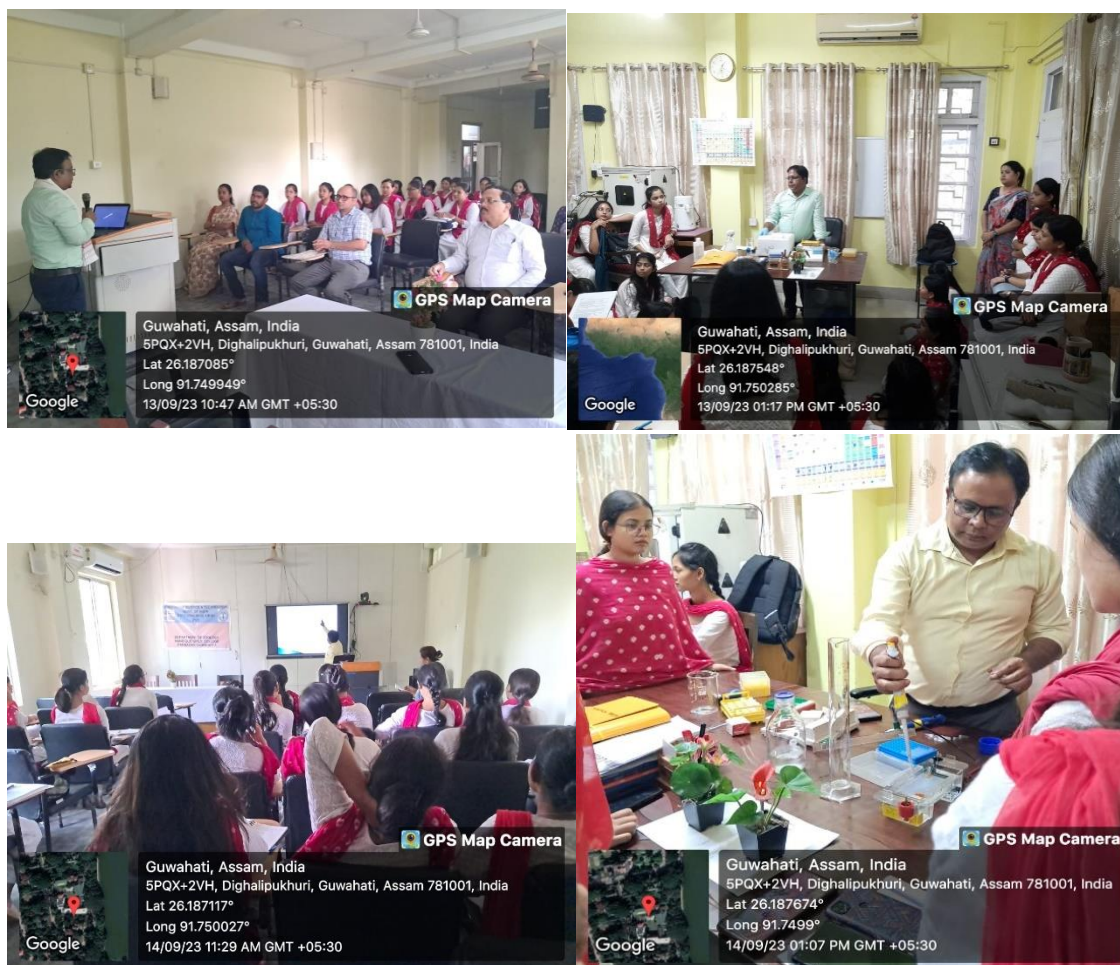 GPS Map Camera
Guwahati, Assam, India
5PQX+2VH, Dighalipukhuri, Guwahati, Assam 781001, India
Lat 26.187085°
Long 91.749949°
13/09/23 10:47 AM GMT +05:30
Google
GPS Map Camera
Guwahati, Assam, India
5PQX+2VH, Dighalipukhuri, Guwahati, Assam 781001, India
Lat 26.187548°
Long 91.750285°
13/09/23 01:17 PM GMT +05:30
Google
GPS Map Camera
Guwahati, Assam, India
5PQX+2VH, Dighalipukhuri, Guwahati, Assam 781001, India
Lat 26.187117°
Long 91.750027°
14/09/23 11:29 AM GMT +05:30
Google
GPS Map Camera
Guwahati, Assam, India
5PQX+2VH, Dighalipukhuri, Guwahati, Assam 781001, India
Lat 26.187674°
Long 91.7499°
14/09/23 01:07 PM GMT +05:30
Google